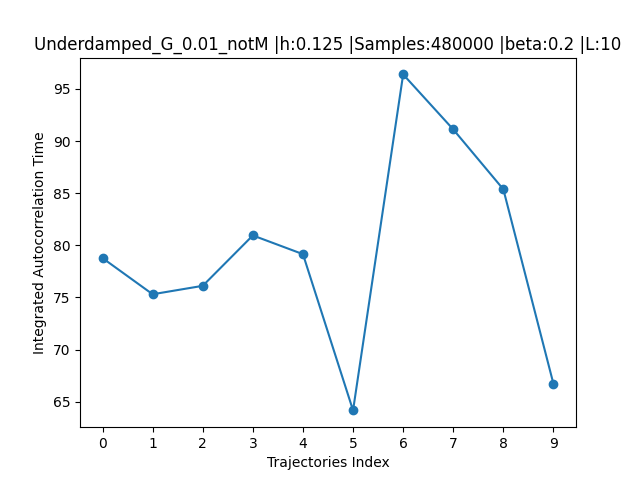 Underdamped_G_0.01_notM |h:0.125 |Samples:480000 |beta:0.2 |L:10
Integrated Autocorrelation Time
95
90
85
80
75
70
65
0 1 2 3 4 5 6 7 8 9
Trajectories Index